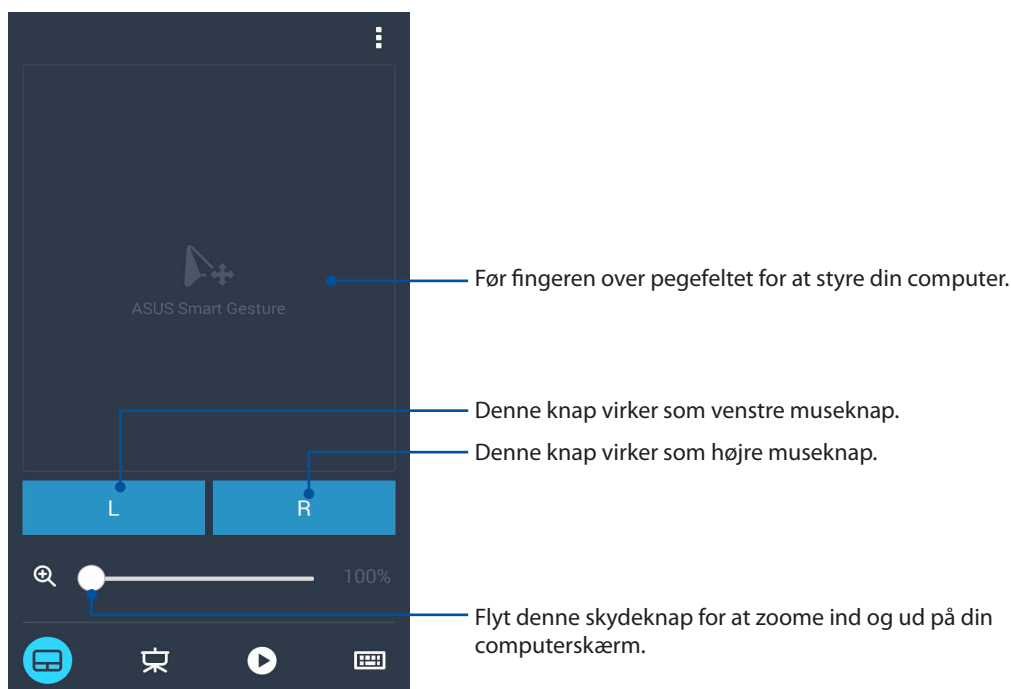 Før fingeren over pegefeltet for at styre din computer.
ASUS Smart Gesture
Denne knap virker som venstre museknap.
Denne knap virker som højre museknap.
L
R
100%
Flyt denne skydeknap for at zoome ind og ud på din
computerskærm.